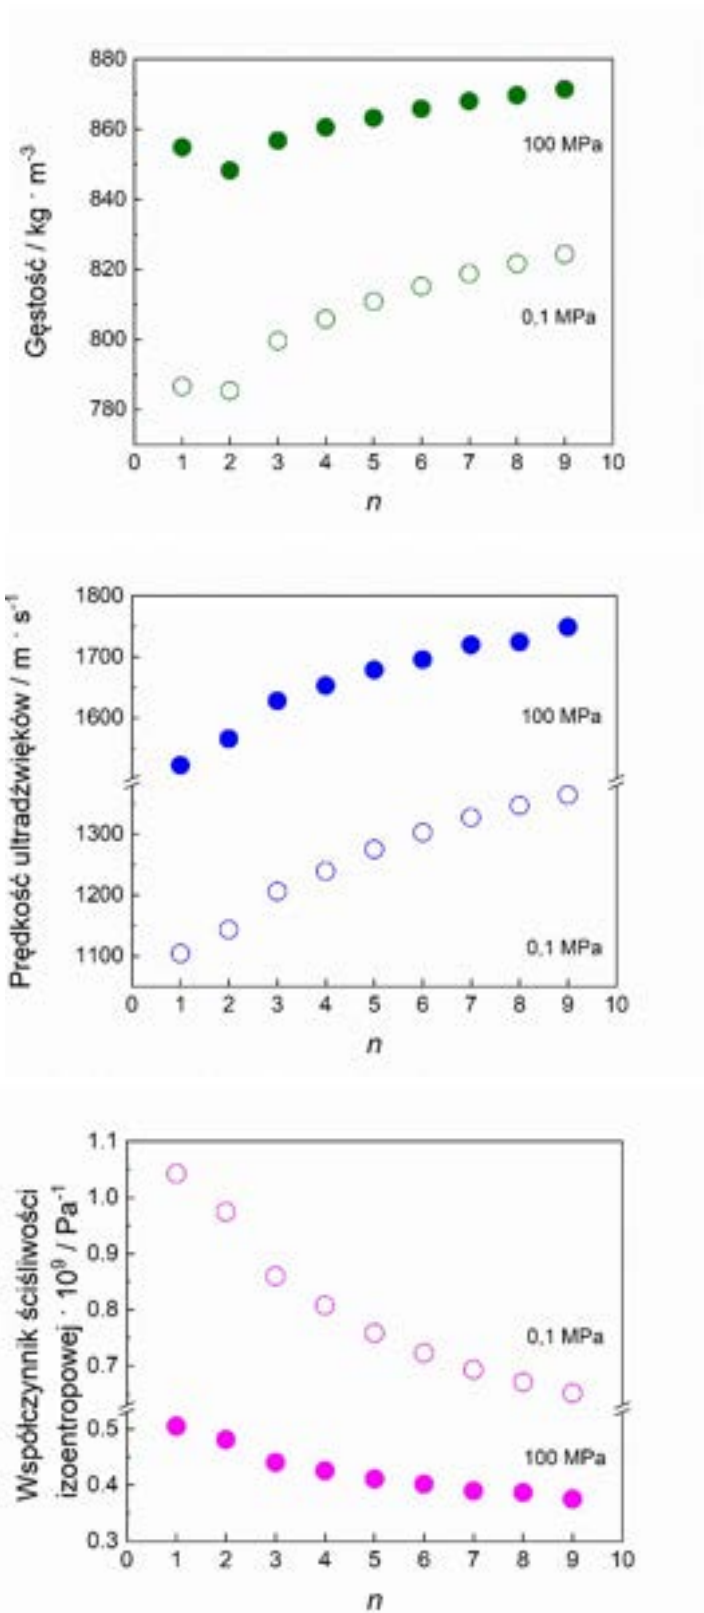 Gęstość / kg · m⁻³
880
860
840
820
800
780
100 MPa
0,1 MPa
0 1 2 3 4 5 6 7 8 9 10
n
Prędkość ultradźwięków / m · s⁻¹
1800
1700
1600
1300
1200
1100
100 MPa
0,1 MPa
0 1 2 3 4 5 6 7 8 9 10
n
Współczynnik ściśliwości
izoentropowej · 10⁹ / Pa⁻¹
1.1
1.0
0.9
0.8
0.7
0.5
0.4
0.3
0,1 MPa
100 MPa
0 1 2 3 4 5 6 7 8 9 10
n